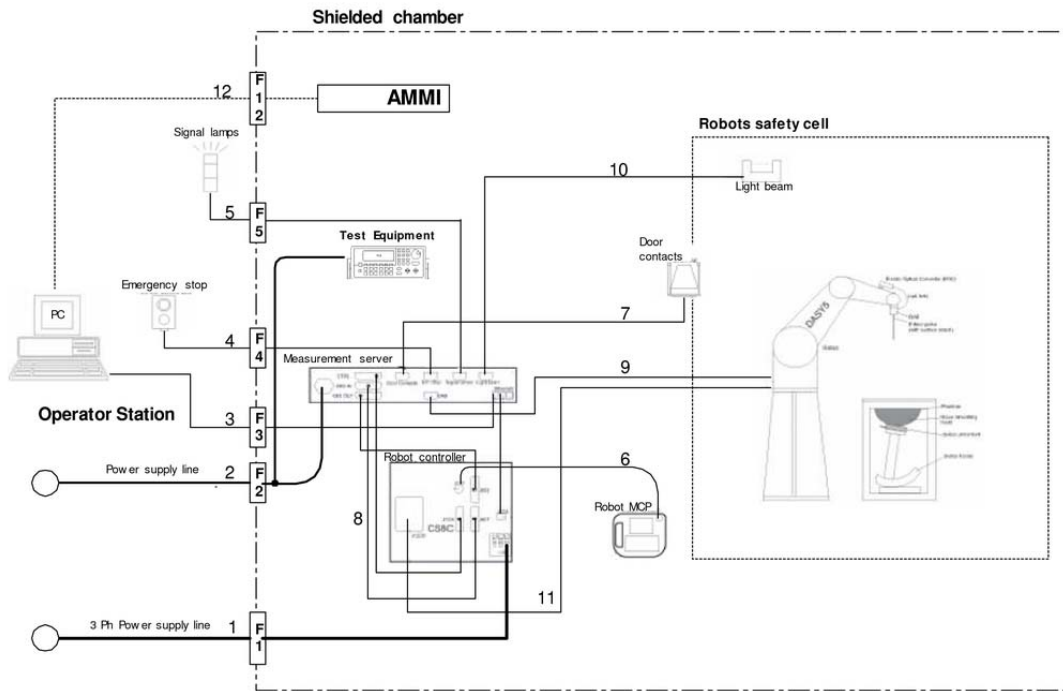 Shielded chamber
12
F
1
2
AMMI
Signal lamps
Robots safety cell
10
Light beam
5
F
5
Test Equipment
Door
contacts
DASY5
Emergency stop
PC
7
4
F
4
Measurement server
CTRL
9
Operator Station
3
F
3
Power supply line
2
F
2
Robot controller
6
8
CS8C
Robot MCP
11
3 Ph Power supply line
1
F
1